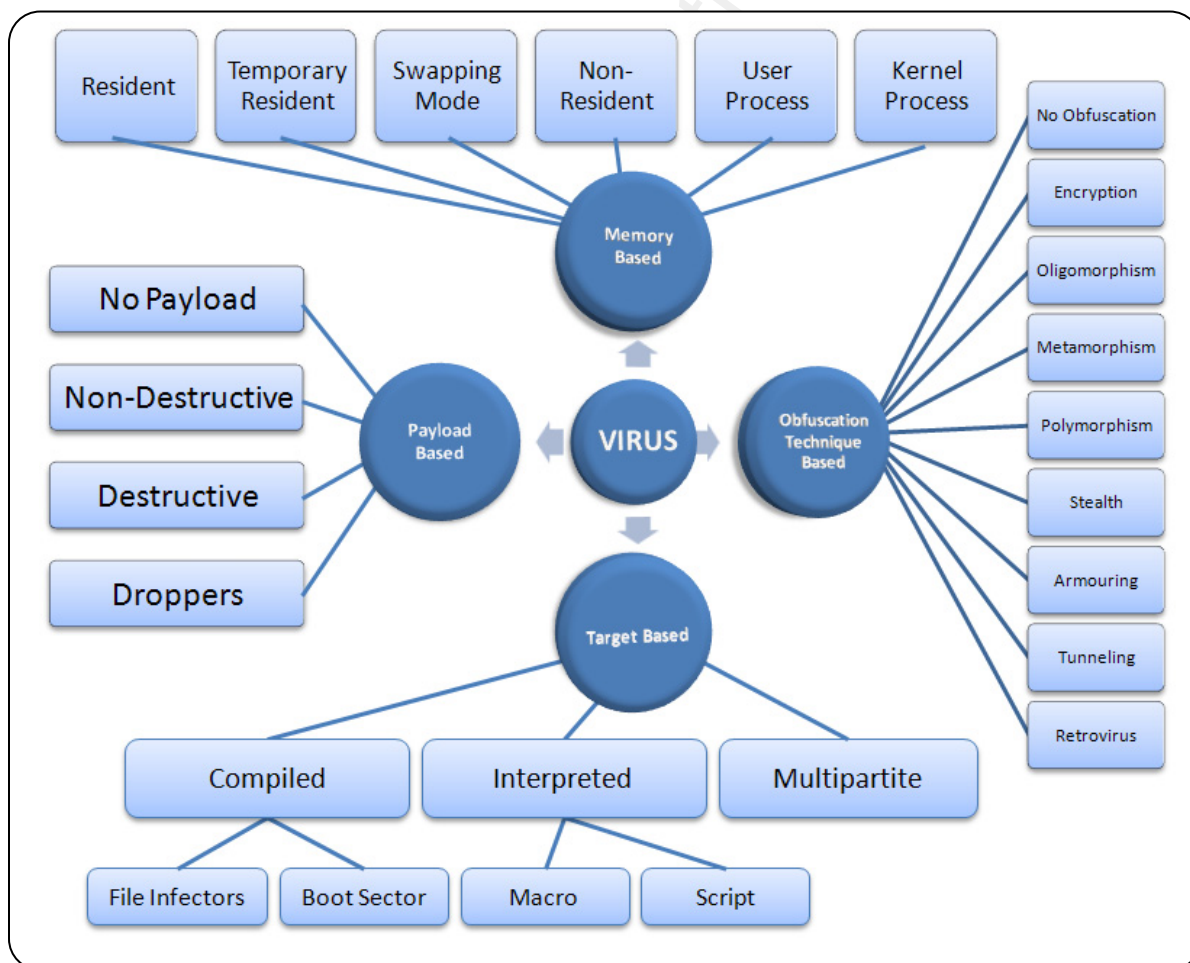 Resident
Temporary
Resident
Swapping
Mode
Non-
Resident
User
Process
Kernel
Process
Memory
Based
No Obfuscation
Encryption
Oligomorphism
Metamorphism
Polymorphism
Stealth
Armouring
Tunneling
Retrovirus
No Payload
Non-Destructive
Destructive
Droppers
Payload
Based
VIRUS
Obfuscation
Technique
Based
Target Based
Compiled
Interpreted
Multipartite
File Infectors
Boot Sector
Macro
Script